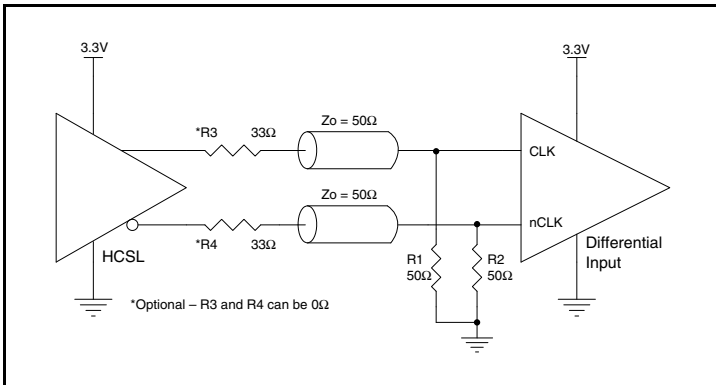 3.3V
3.3V
*R3 33Ω
Zo = 50Ω
CLK
Zo = 50Ω
nCLK
*R4 33Ω
HCSL
R1
50Ω
R2
50Ω
Differential
Input
*Optional – R3 and R4 can be 0Ω